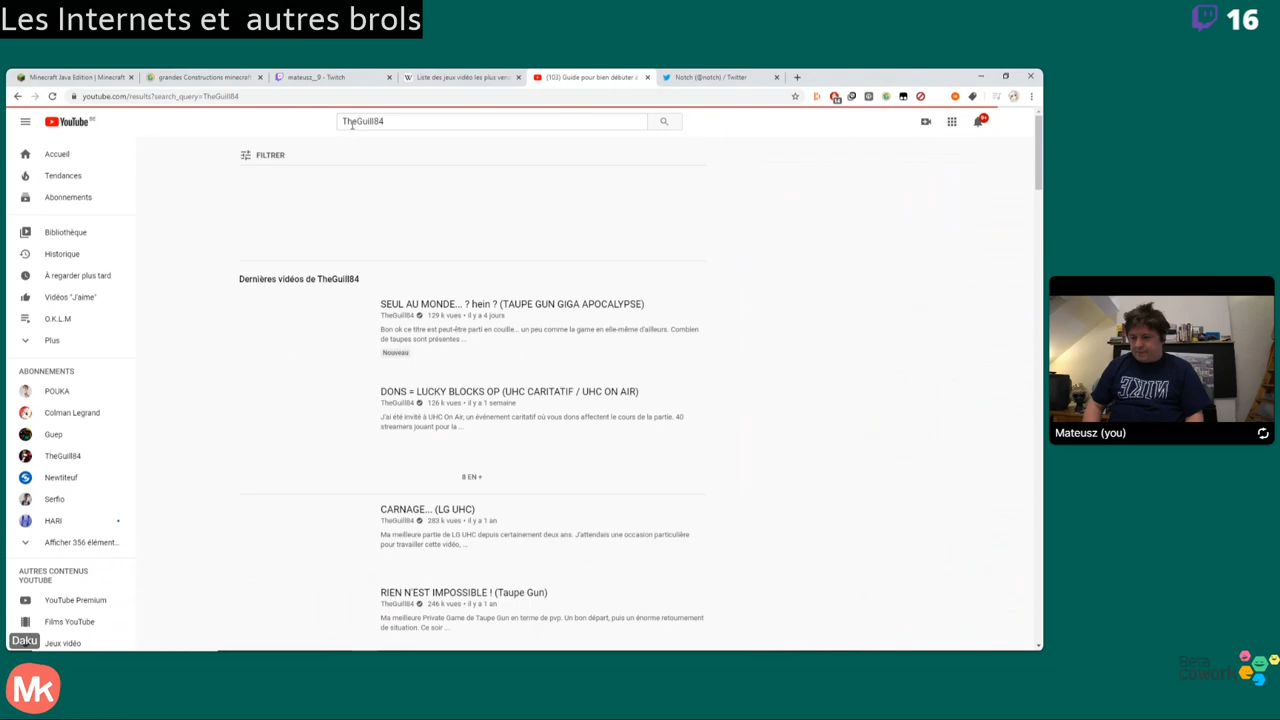 Les Internets et autres brols
16
Minecraft Java Edition | Minecraft
grandes Constructions minecraft
mateusz__9 - Twitch
Liste des jeux vidéo les plus ven
(103) Guide pour bien débuter à
Notch (@notch) / Twitter
youtube.com/results?search_query=TheGuill84
YouTube BE
TheGuill84
9+
Accueil
Tendances
Abonnements
Bibliothèque
Historique
À regarder plus tard
Vidéos "J'aime"
O.K.L.M
Plus
ABONNEMENTS
POUKA
Colman Legrand
Guep
TheGuill84
Newtiteuf
Serfio
HARI
Afficher 356 élément...
AUTRES CONTENUS
YOUTUBE
YouTube Premium
Films YouTube
Jeux vidéo
FILTRER
Dernières vidéos de TheGuill84
SEUL AU MONDE... ? hein ? (TAUPE GUN GIGA APOCALYPSE)
TheGuill84 129 k vues • il y a 4 jours
Bon ok ce titre est peut-être parti en couille... un peu comme la game en elle-même d'ailleurs. Combien
de taupes sont présentes ...
Nouveau
DONS = LUCKY BLOCKS OP (UHC CARITATIF / UHC ON AIR)
TheGuill84 126 k vues • il y a 1 semaine
J'ai été invité à UHC On Air, un événement caritatif où vous dons affectent le cours de la partie. 40
streamers jouant pour la ...
8 EN +
CARNAGE... (LG UHC)
TheGuill84 283 k vues • il y a 1 an
Ma meilleure partie de LG UHC depuis certainement deux ans. J'attendais une occasion particulière
pour travailler cette vidéo, ...
RIEN N'EST IMPOSSIBLE ! (Taupe Gun)
TheGuill84 246 k vues • il y a 1 an
Ma meilleure Private Game de Taupe Gun en terme de pvp. Un bon départ, puis un énorme retournement
de situation. Ce soir ...
NIKE
Mateusz (you)
Daku
Mk
Beta
cowork